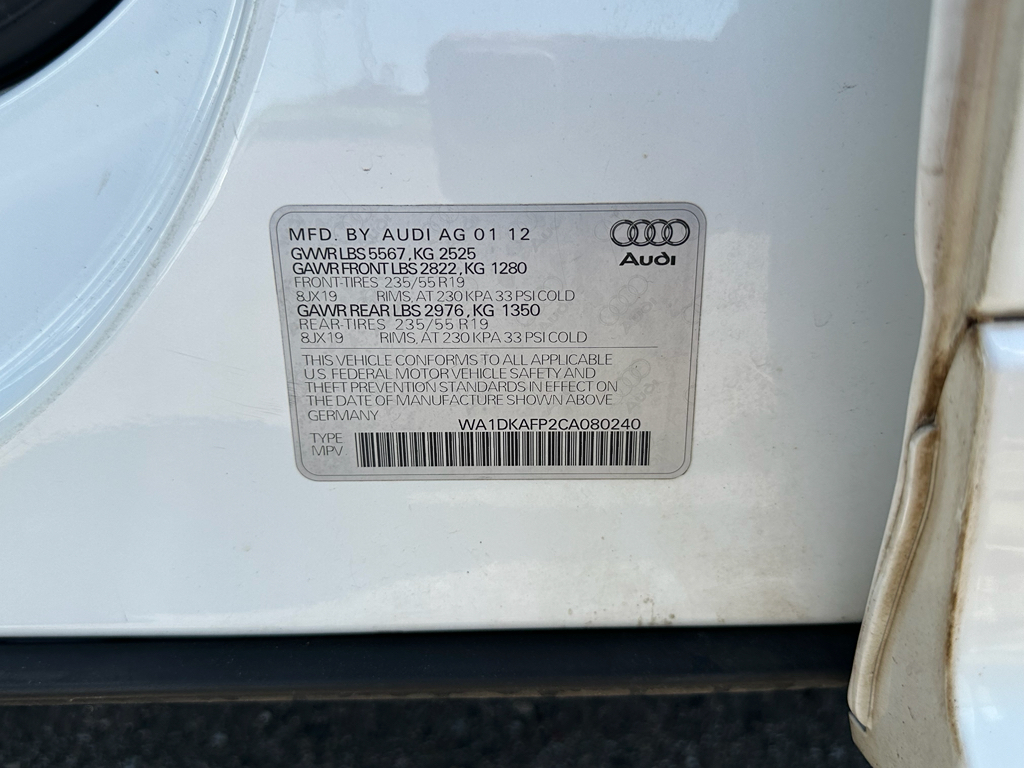 MFD. BY AUDI AG 01 12
GVWR LBS 5567, KG 2525
GAWR FRONT LBS 2822, KG 1280
FRONT-TIRES 235/55 R19
8JX19 RIMS, AT 230 KPA 33 PSI COLD
GAWR REAR LBS 2976, KG 1350
REAR-TIRES 235/55 R19
8JX19 RIMS, AT 230 KPA 33 PSI COLD
Audi
THIS VEHICLE CONFORMS TO ALL APPLICABLE
U.S. FEDERAL MOTOR VEHICLE SAFETY AND
THEFT PREVENTION STANDARDS IN EFFECT ON
THE DATE OF MANUFACTURE SHOWN ABOVE
GERMANY WA1DKAFP2CA080240
TYPE
MPV